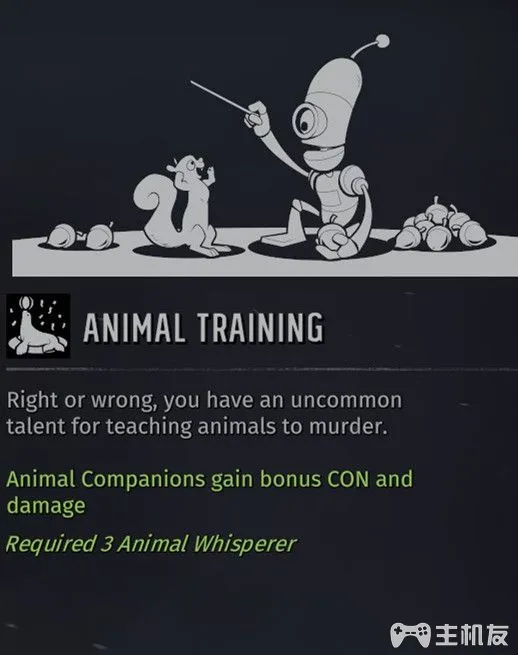 ANIMAL TRAINING
Right or wrong, you have an uncommon
talent for teaching animals to murder.
Animal Companions gain bonus CON and
damage
Required 3 Animal Whisperer
主机友